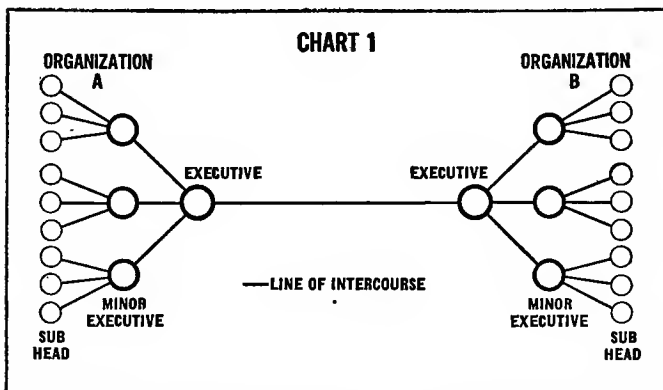 CHART 1
ORGANIZATION
A
ORGANIZATION
B
EXECUTIVE
EXECUTIVE
—LINE OF INTERCOURSE
MINOR
EXECUTIVE
MINOR
EXECUTIVE
SUB
HEAD
SUB
HEAD